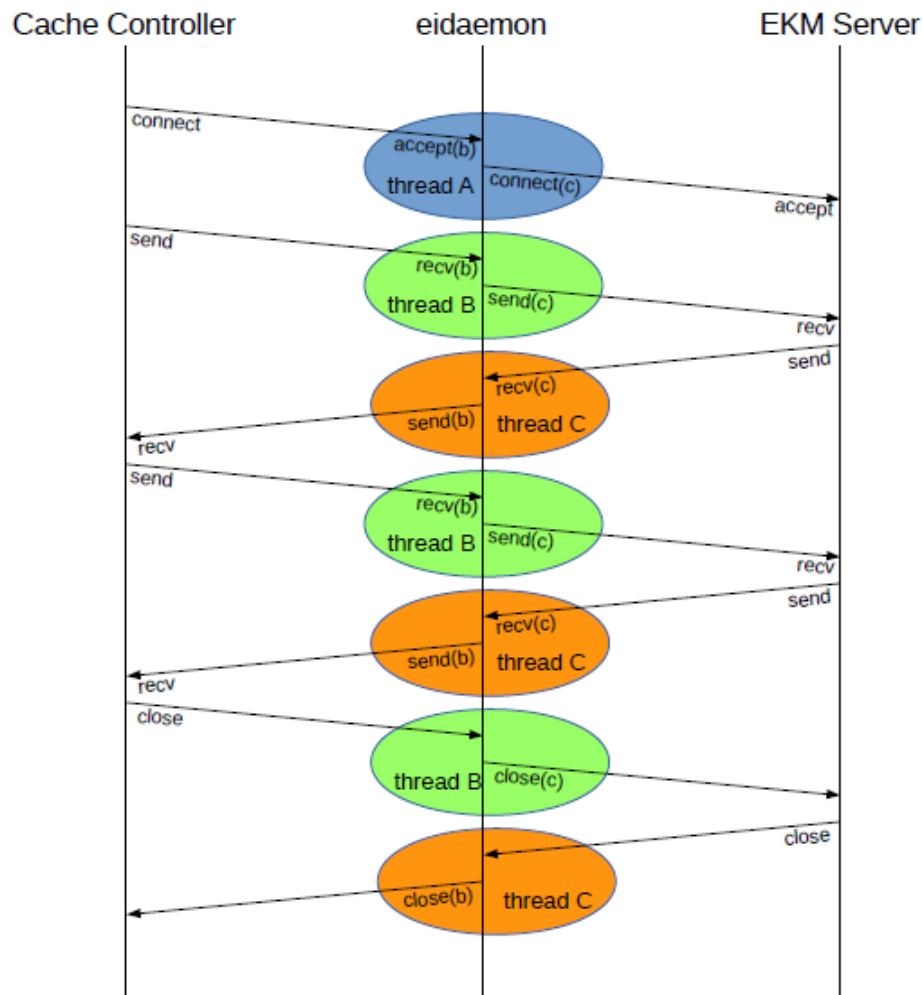 Cache Controller
eidaemon
EKM Server
connect
accept(b)
thread A
connect(c)
accept
send
recv(b)
thread B
send(c)
recv
send
recv(c)
send(b)
thread C
recv
send
recv(b)
thread B
send(c)
recv
send
recv(c)
send(b)
thread C
recv
close
thread B
close(c)
close
close(b)
thread C